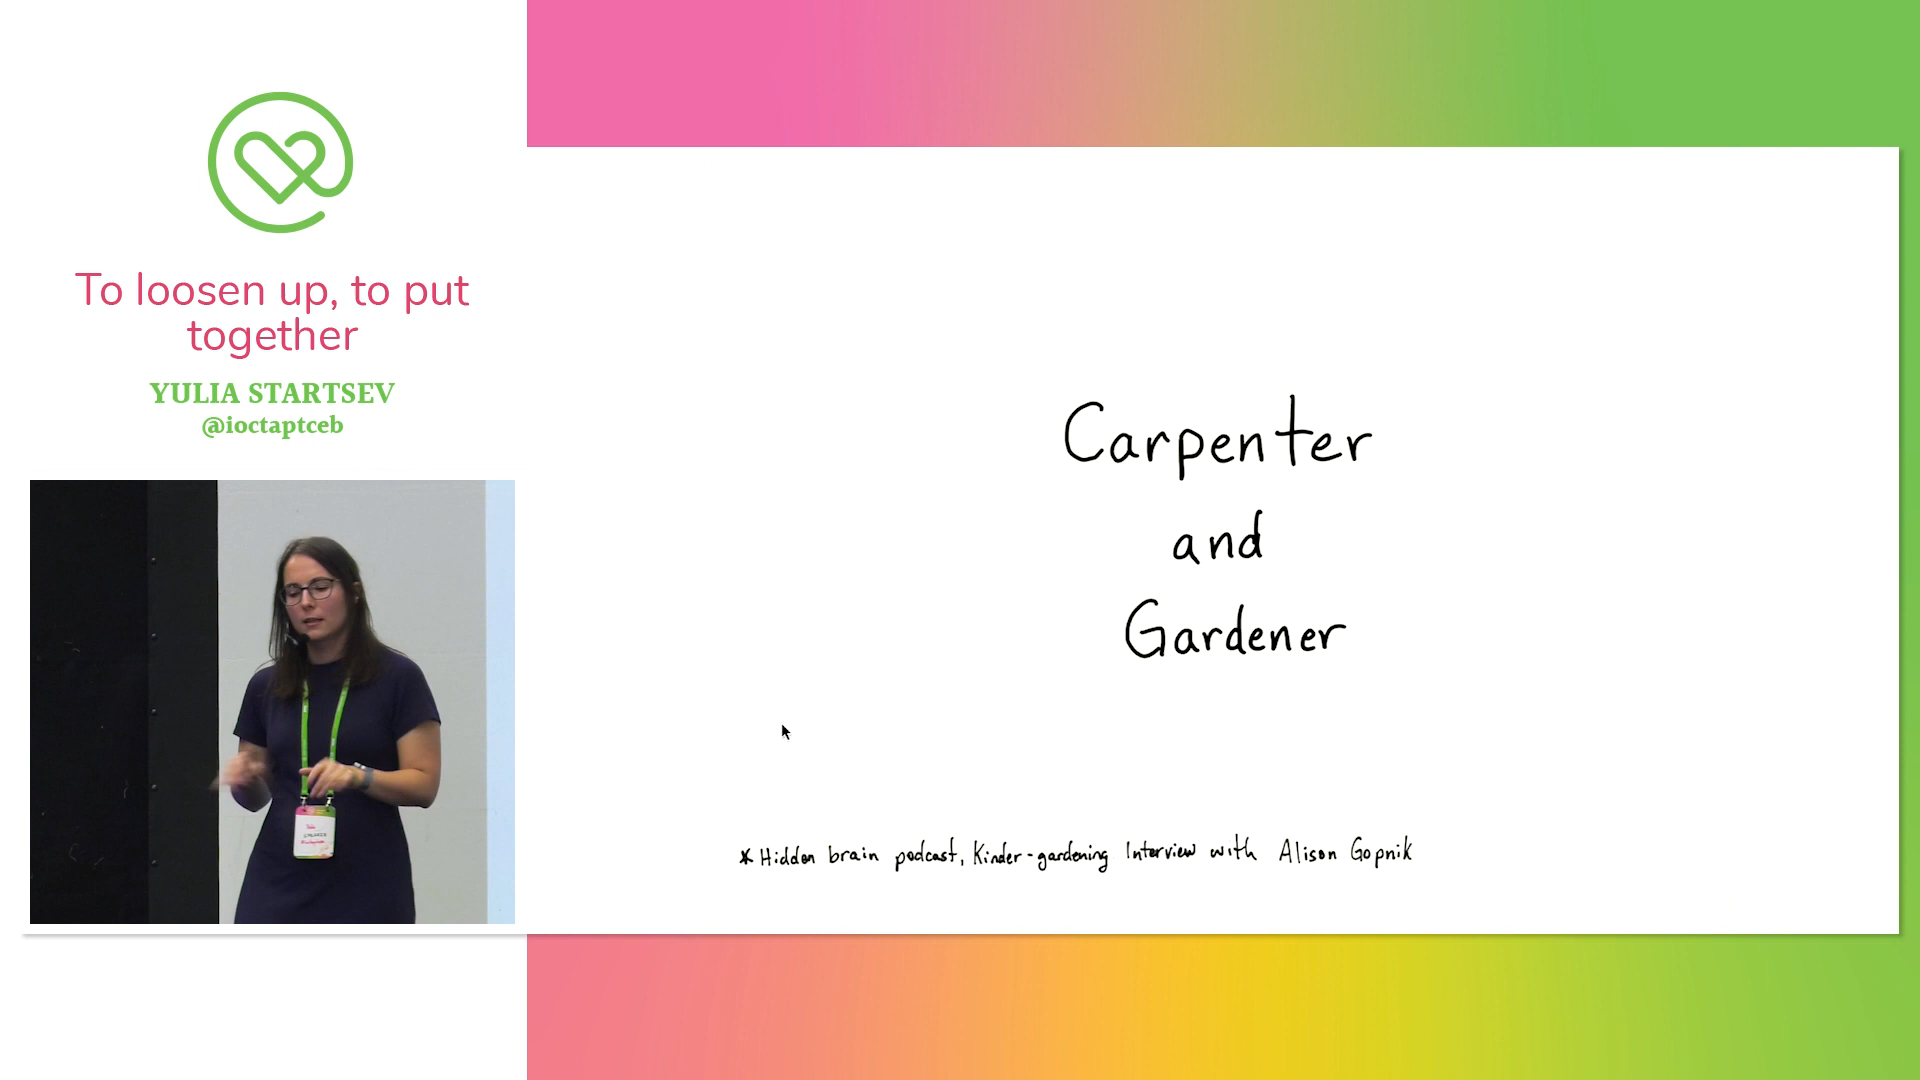 To loosen up, to put
together
YULIA STARTSEV
@ioctaptceb
Carpenter
and
Gardener
* Hidden brain podcast, Kinder-gardening Interview with Alison Gopnik